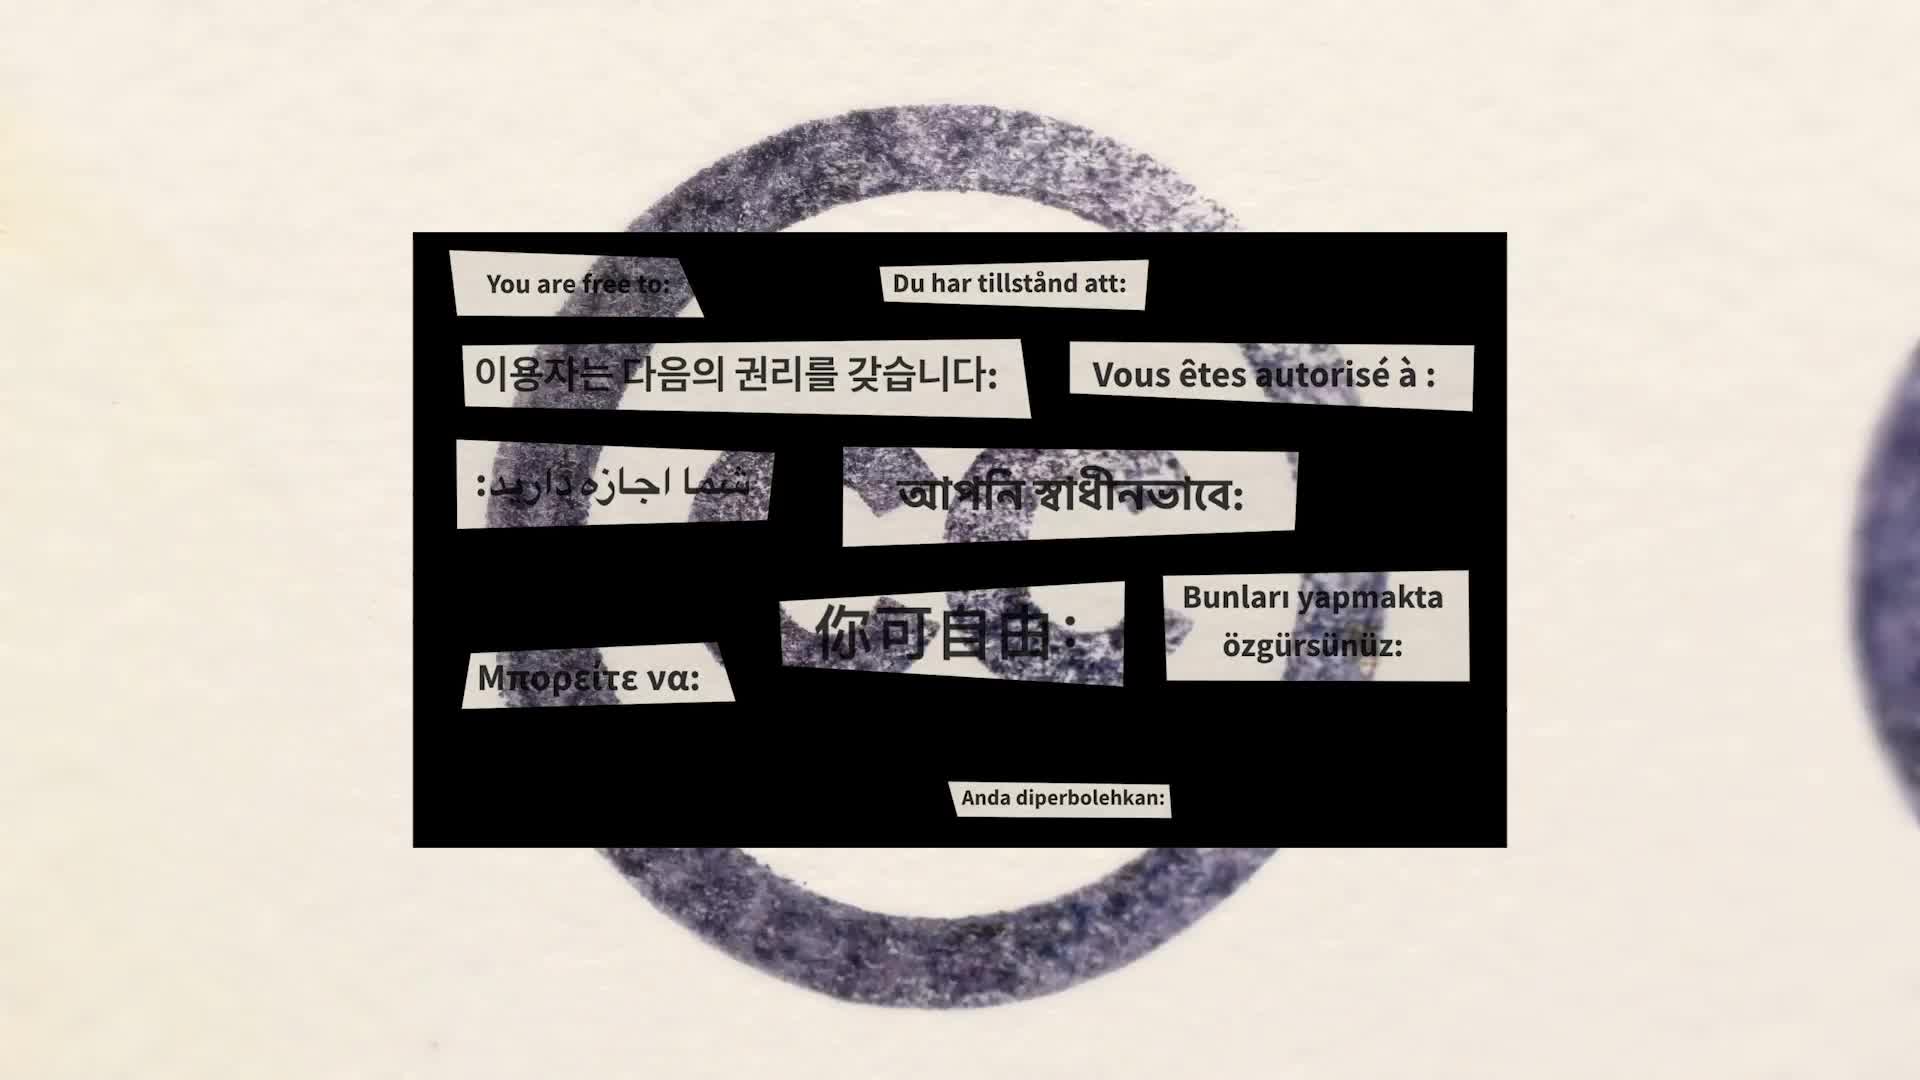 You are free to:
Du har tillstånd att:
이용자는 다음의 권리를 갖습니다:
Vous êtes autorisé à :
شما اجازه دارید:
আপনি স্বাধীনভাবে:
你可自由：
Bunları yapmakta
özgürsünüz:
Μπορείτε να:
Anda diperbolehkan: